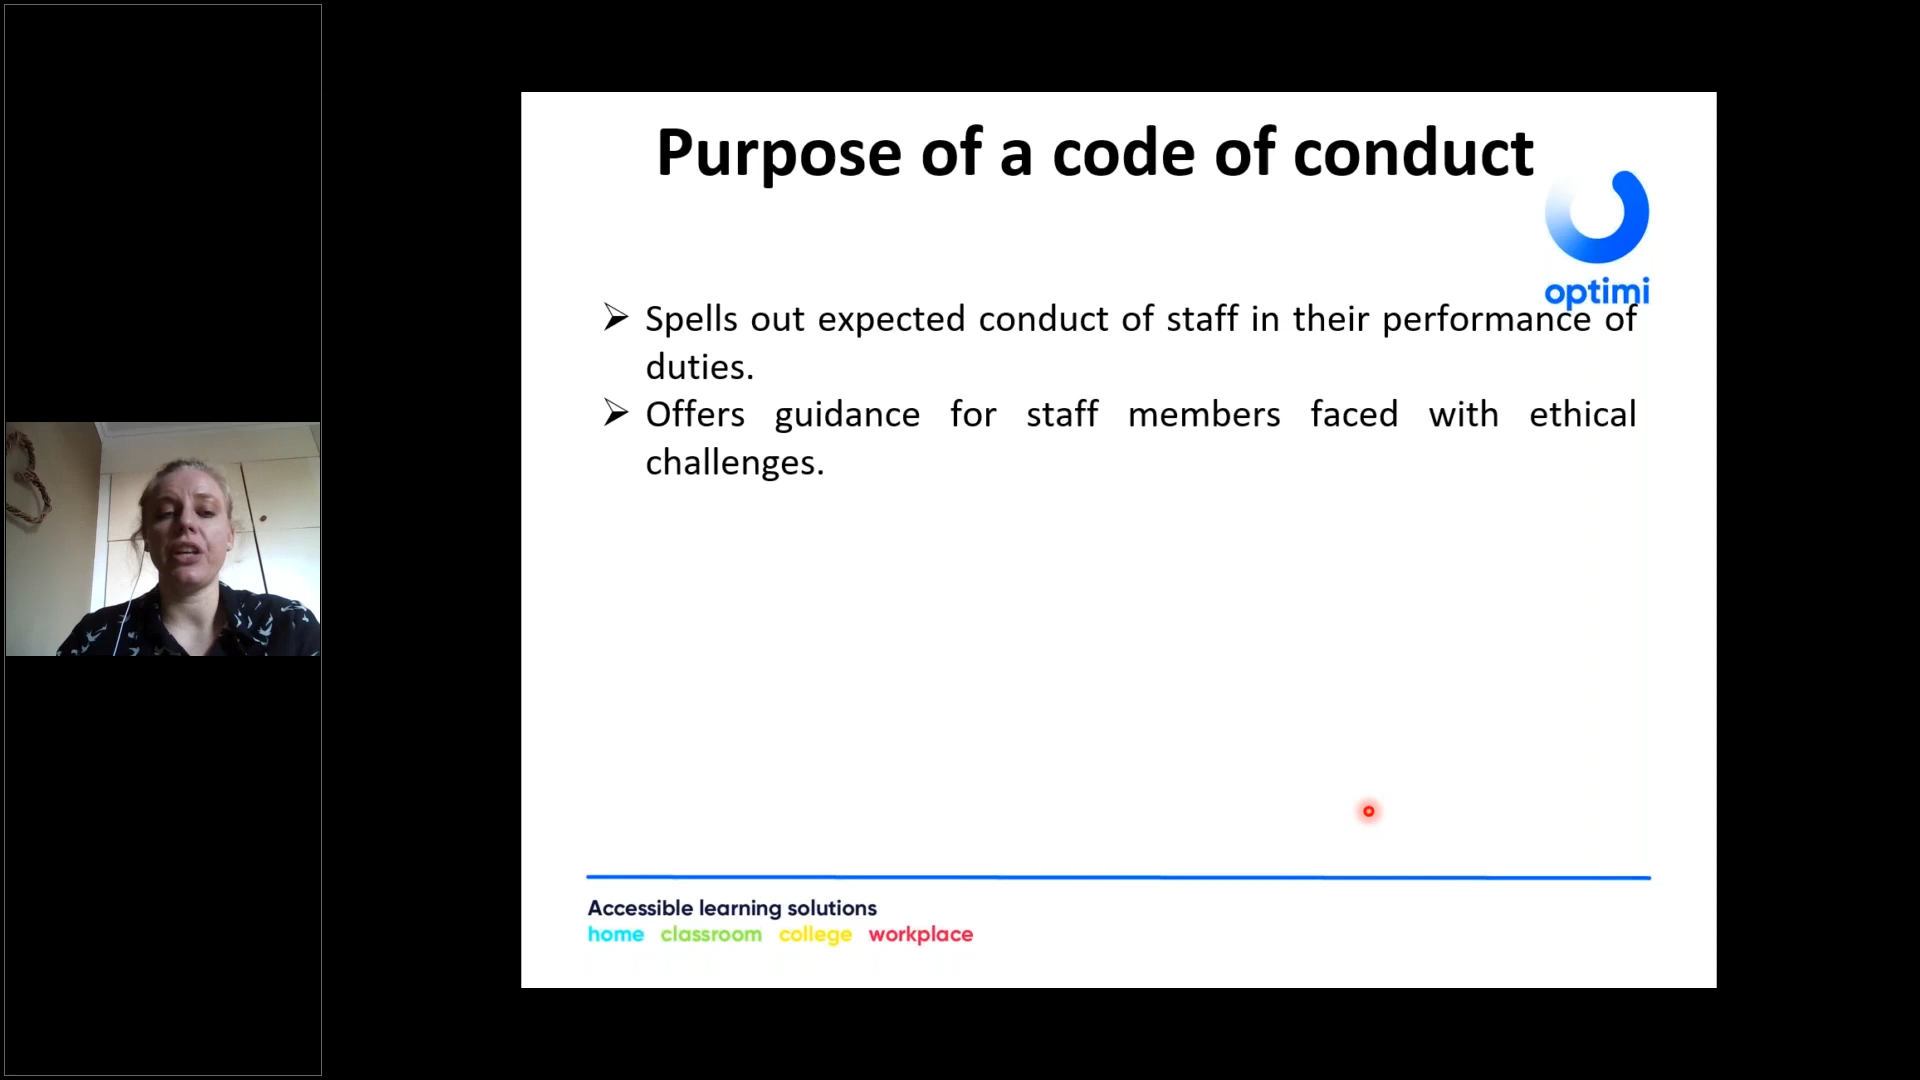 Purpose of a code of conduct
optimi
➢ Spells out expected conduct of staff in their performance of
duties.
➢ Offers guidance for staff members faced with ethical
challenges.
Accessible learning solutions
home classroom college workplace